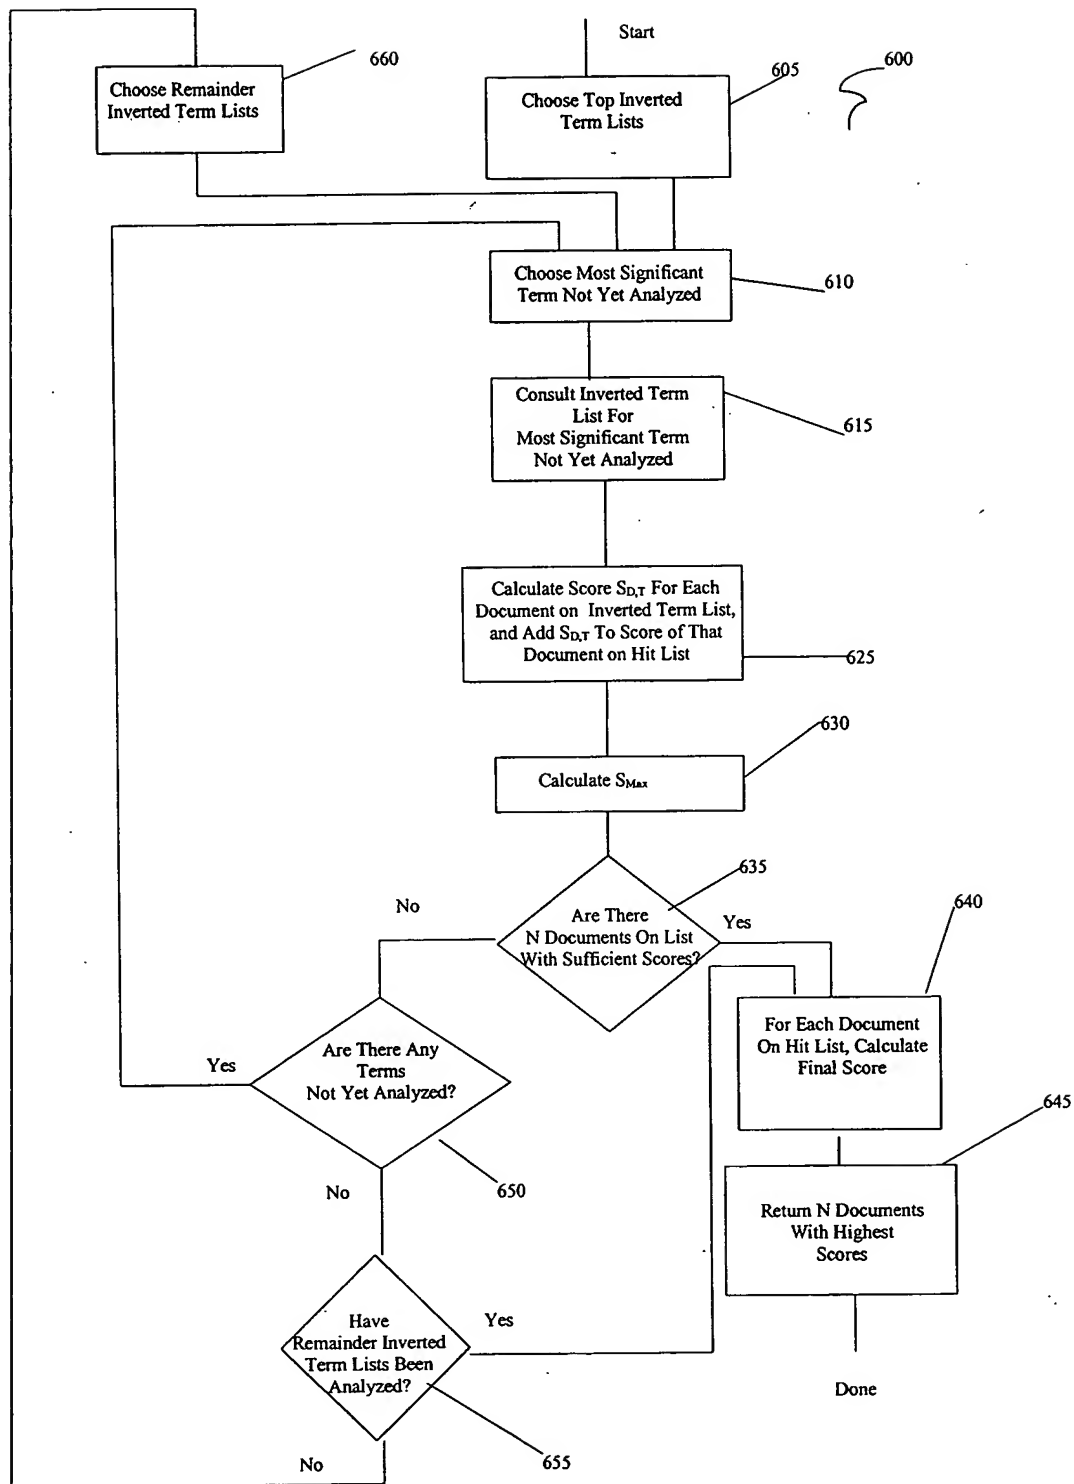 Start
660
605
600
Choose Remainder
Inverted Term Lists
Choose Top Inverted
Term Lists
Choose Most Significant
Term Not Yet Analyzed
610
Consult Inverted Term
List For
Most Significant Term
Not Yet Analyzed
615
Calculate Score SD,T For Each
Document on Inverted Term List,
and Add SD,T To Score of That
Document on Hit List
625
630
Calculate SMax
635
No
Are There
N Documents On List
With Sufficient Scores?
Yes
640
Yes
Are There Any
Terms
Not Yet Analyzed?
For Each Document
On Hit List, Calculate
Final Score
645
No
650
Return N Documents
With Highest
Scores
Have
Remainder Inverted
Term Lists Been
Analyzed?
Yes
Done
No
655